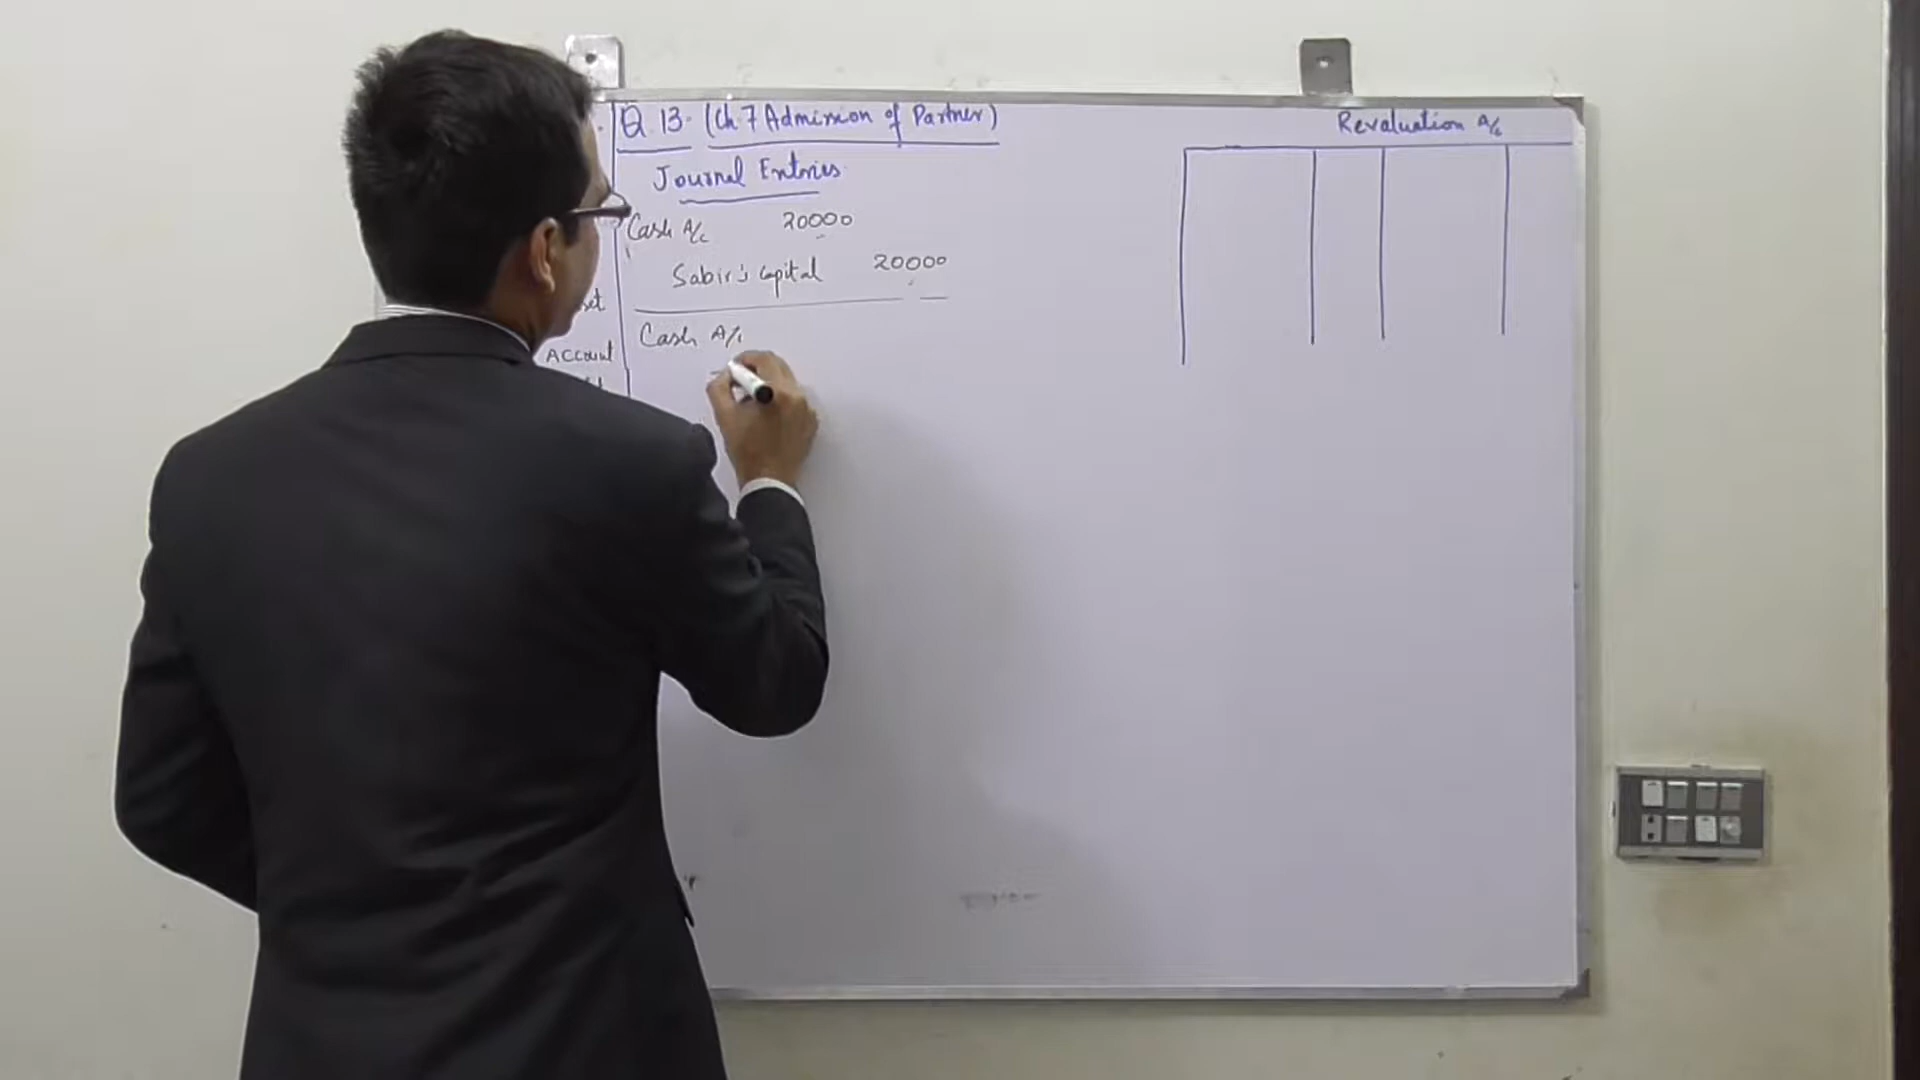 Q. 13. (Ch. 7 Admission of Partner)
Journal Entries
Cash A/c 20000
Sabir's Capital 20000
Cash A/c
Account
Revaluation A/c